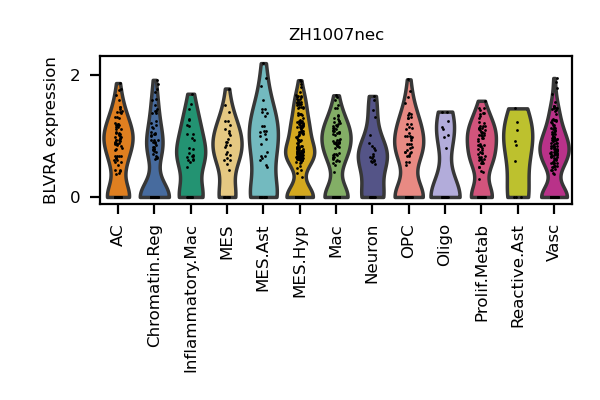 ZH1007nec
BLVRA expression
2
0
AC
Chromatin.Reg
Inflammatory.Mac
MES
MES.Ast
MES.Hyp
Mac
Neuron
OPC
Oligo
Prolif.Metab
Reactive.Ast
Vasc